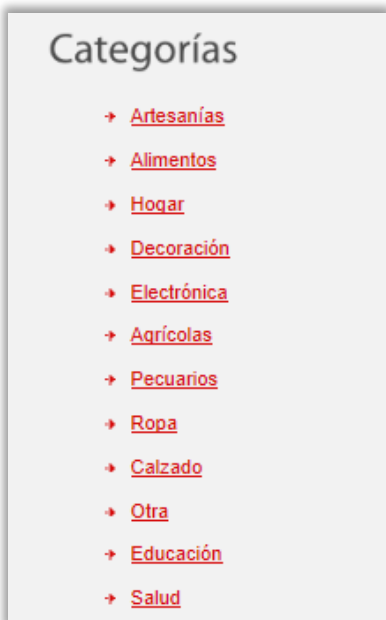 Categorías
Artesanías
Alimentos
Hogar
Decoración
Electrónica
Agrícolas
Pecuarios
Ropa
Calzado
Otra
Educación
Salud